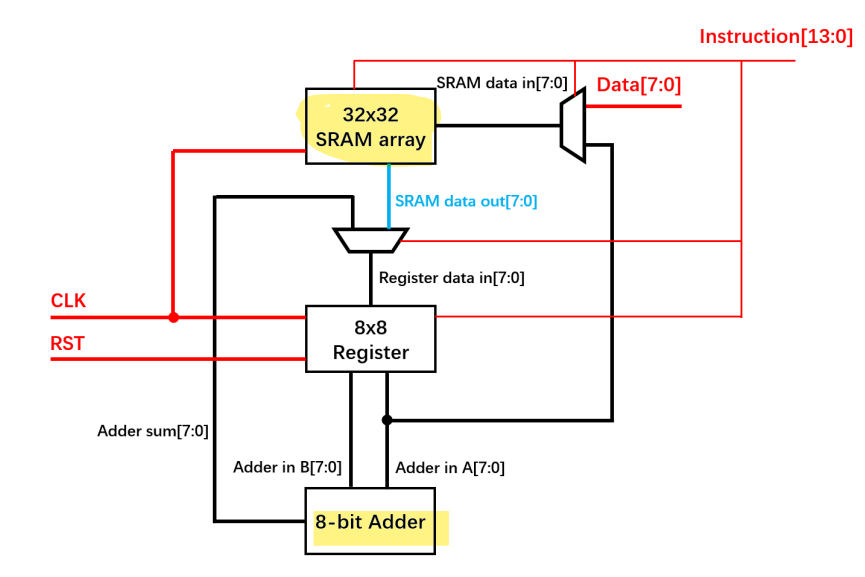 Instruction[13:0]
SRAM data in[7:0]
Data[7:0]
32x32
SRAM array
SRAM data out[7:0]
Register data in[7:0]
CLK
8x8
Register
RST
Adder sum[7:0]
Adder in B[7:0]
Adder in A[7:0]
8-bit Adder